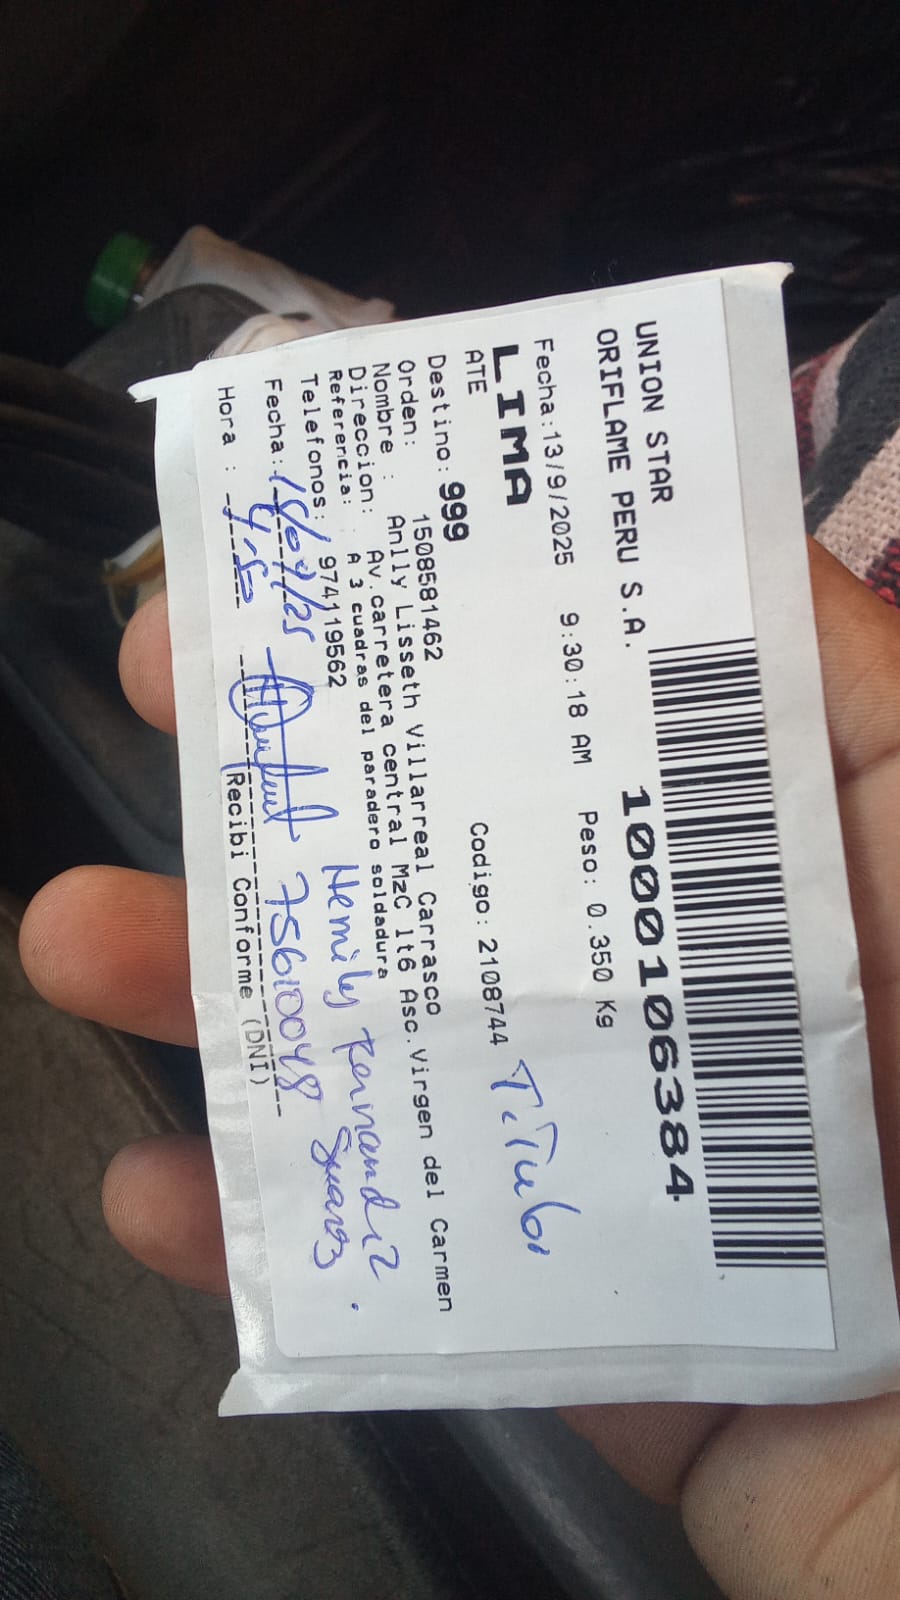 UNION STAR
ORIFLAME PERU S.A.
1000106384
Fecha:13/9/2025 9:30:18 AM Peso: 0.350 Kg
LIMA
ATE
Codigo: 2108744
Destino: 999
Orden: 1508581462
Nombre : Anlly Lisseth Villarreal Carrasco
Direccion: Av.carretera central MzC lt6 Asc.Virgen del Carmen
Referencia: A 3 cuadras del paradero soldadura
Telefonos: 974119562
Fecha:
Hora :
75610048
Recibi Conforme (DNI)